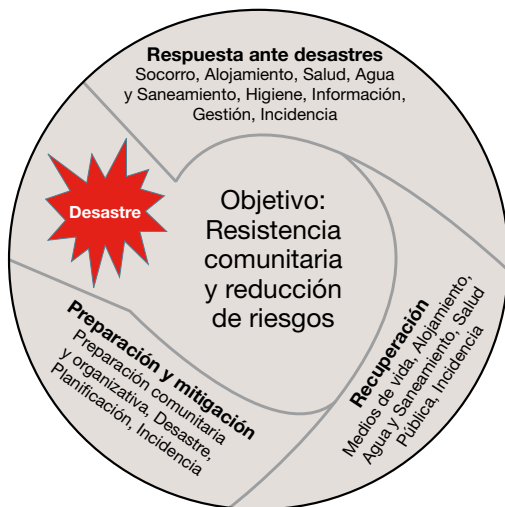 Respuesta ante desastres
Socorro, Alojamiento, Salud, Agua
y Saneamiento, Higiene, Información,
Gestión, Incidencia
Desastre
Objetivo:
Resistencia
comunitaria
y reducción
de riesgos
Recuperación
Medios de vida, Alojamiento,
Agua y Saneamiento, Salud
Pública, Incidencia
Preparación y mitigación
Preparación comunitaria
y organizativa, Desastre,
Planificación, Incidencia